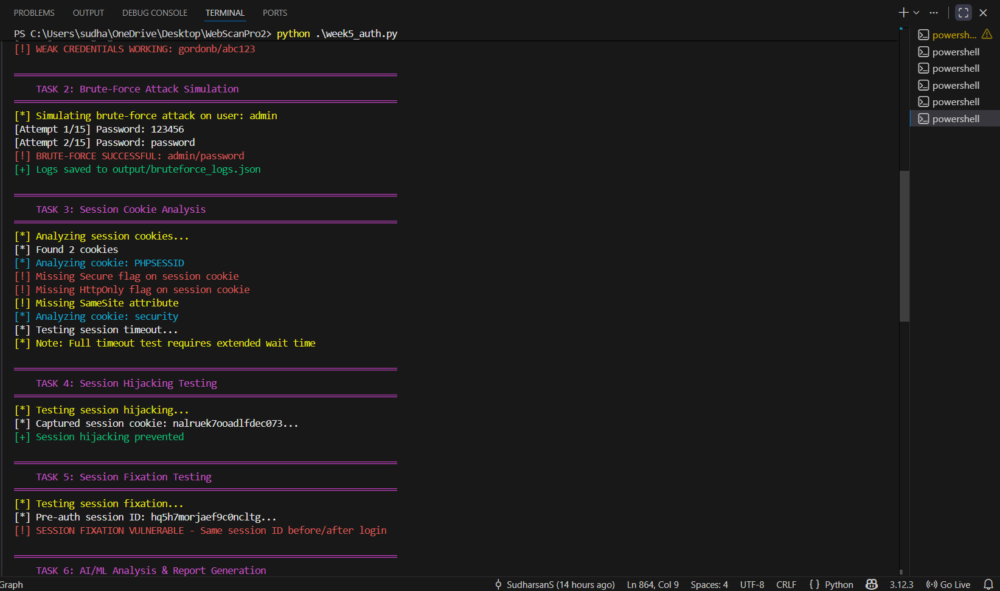 PROBLEMS OUTPUT DEBUG CONSOLE TERMINAL PORTS
PS C:\Users\sudha\OneDrive\Desktop\WebScanPro2> python .\week5_auth.py
[!] WEAK CREDENTIALS WORKING: gordonb/abc123
TASK 2: Brute-Force Attack Simulation
[*] Simulating brute-force attack on user: admin
[Attempt 1/15] Password: 123456
[Attempt 2/15] Password: password
[!] BRUTE-FORCE SUCCESSFUL: admin/password
[+] Logs saved to output/bruteforce_logs.json
TASK 3: Session Cookie Analysis
[*] Analyzing session cookies...
[*] Found 2 cookies
[*] Analyzing cookie: PHPSESSID
[!] Missing Secure flag on session cookie
[!] Missing HttpOnly flag on session cookie
[!] Missing SameSite attribute
[*] Analyzing cookie: security
[*] Testing session timeout...
[*] Note: Full timeout test requires extended wait time
TASK 4: Session Hijacking Testing
[*] Testing session hijacking...
[*] Captured session cookie: nalruek7ooadlfdec073...
[+] Session hijacking prevented
TASK 5: Session Fixation Testing
[*] Testing session fixation...
[*] Pre-auth session ID: hq5h7morjaef9c0ncltg...
[!] SESSION FIXATION VULNERABLE - Same session ID before/after login
TASK 6: AI/ML Analysis & Report Generation
powersh...
powershell
powershell
powershell
powershell
powershell
Graph SudharsanS (14 hours ago) Ln 864, Col 9 Spaces: 4 UTF-8 CRLF { } Python 3.12.3 Go Live